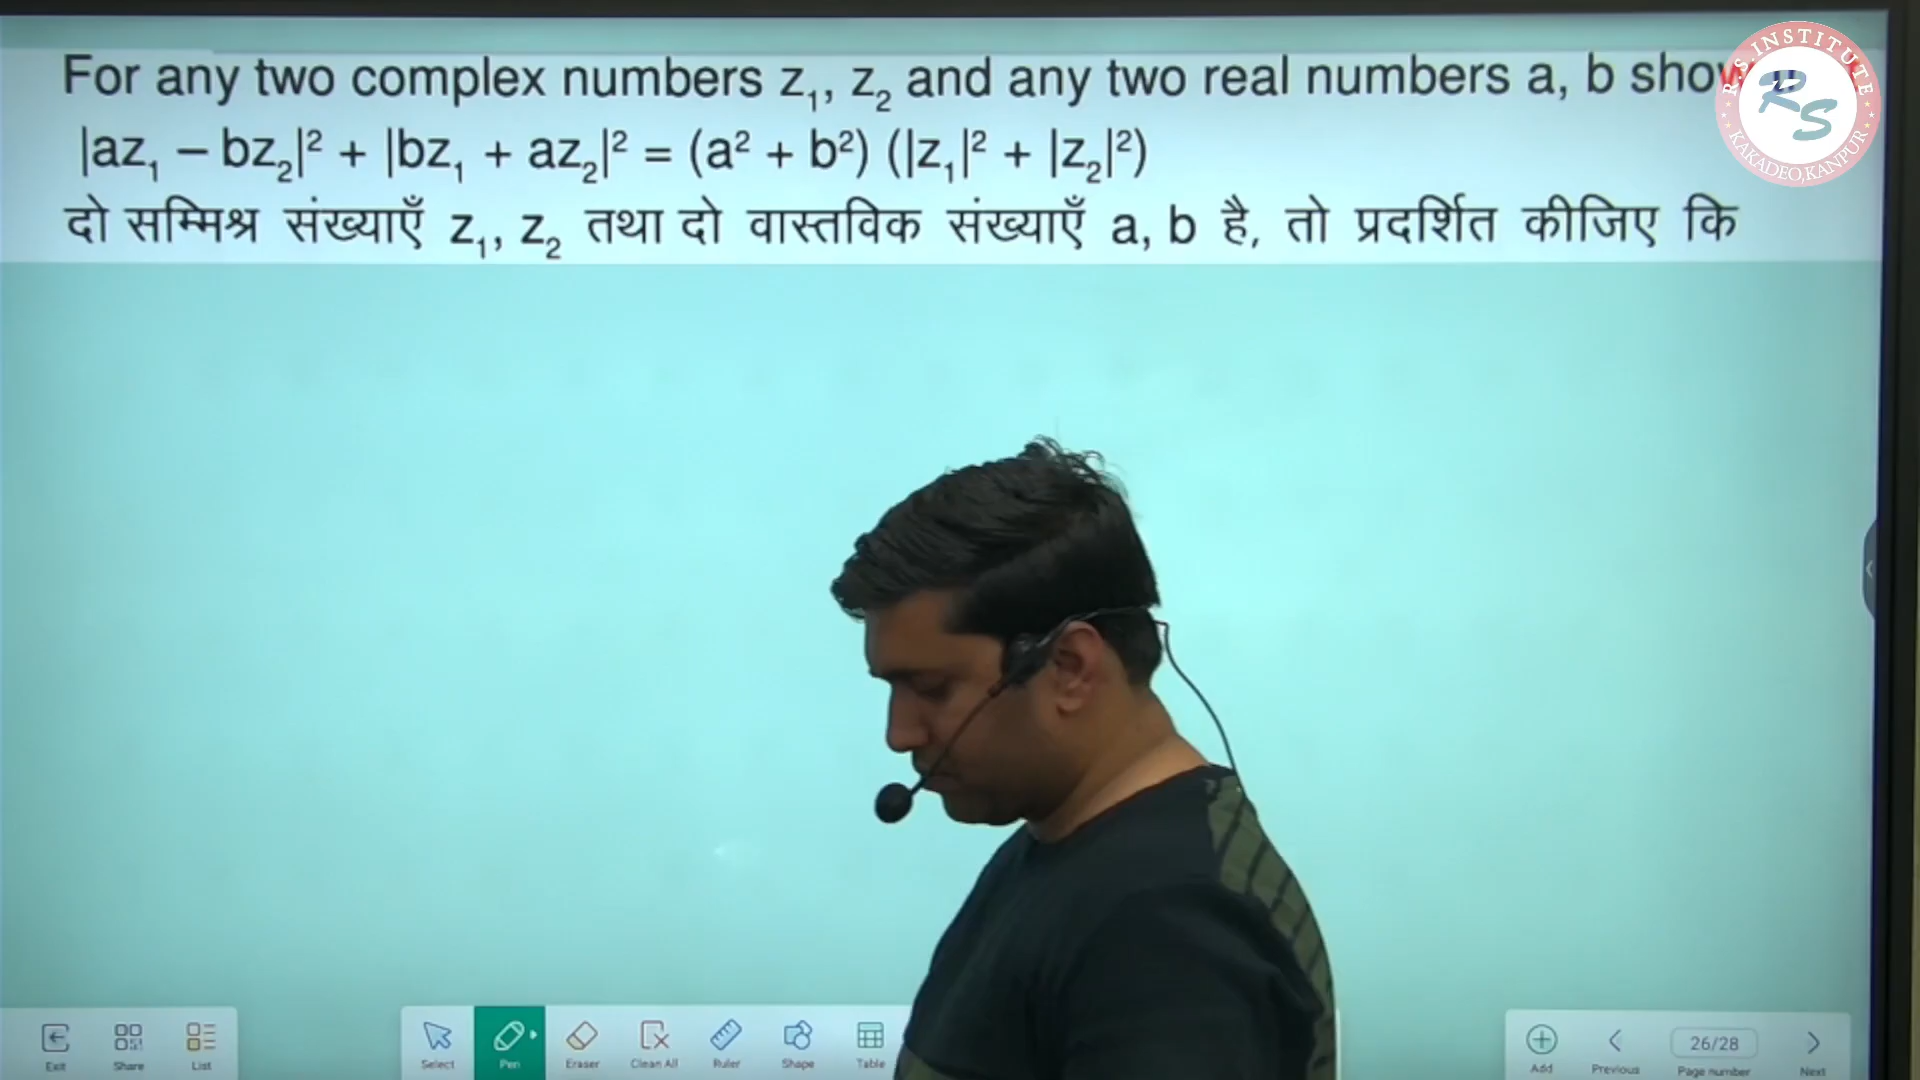 For any two complex numbers z₁, z₂ and any two real numbers a, b show
|az₁ – bz₂|² + |bz₁ + az₂|² = (a² + b²) (|z₁|² + |z₂|²)
दो सम्मिश्र संख्याएँ z₁, z₂ तथा दो वास्तविक संख्याएँ a, b है, तो प्रदर्शित कीजिए कि
R.S. INSTITUTE
RS
KAKADEO, KANPUR
Exit Share List Select Pen Eraser Clean All Ruler Shape Table Add Previous 26/28 Page number Next